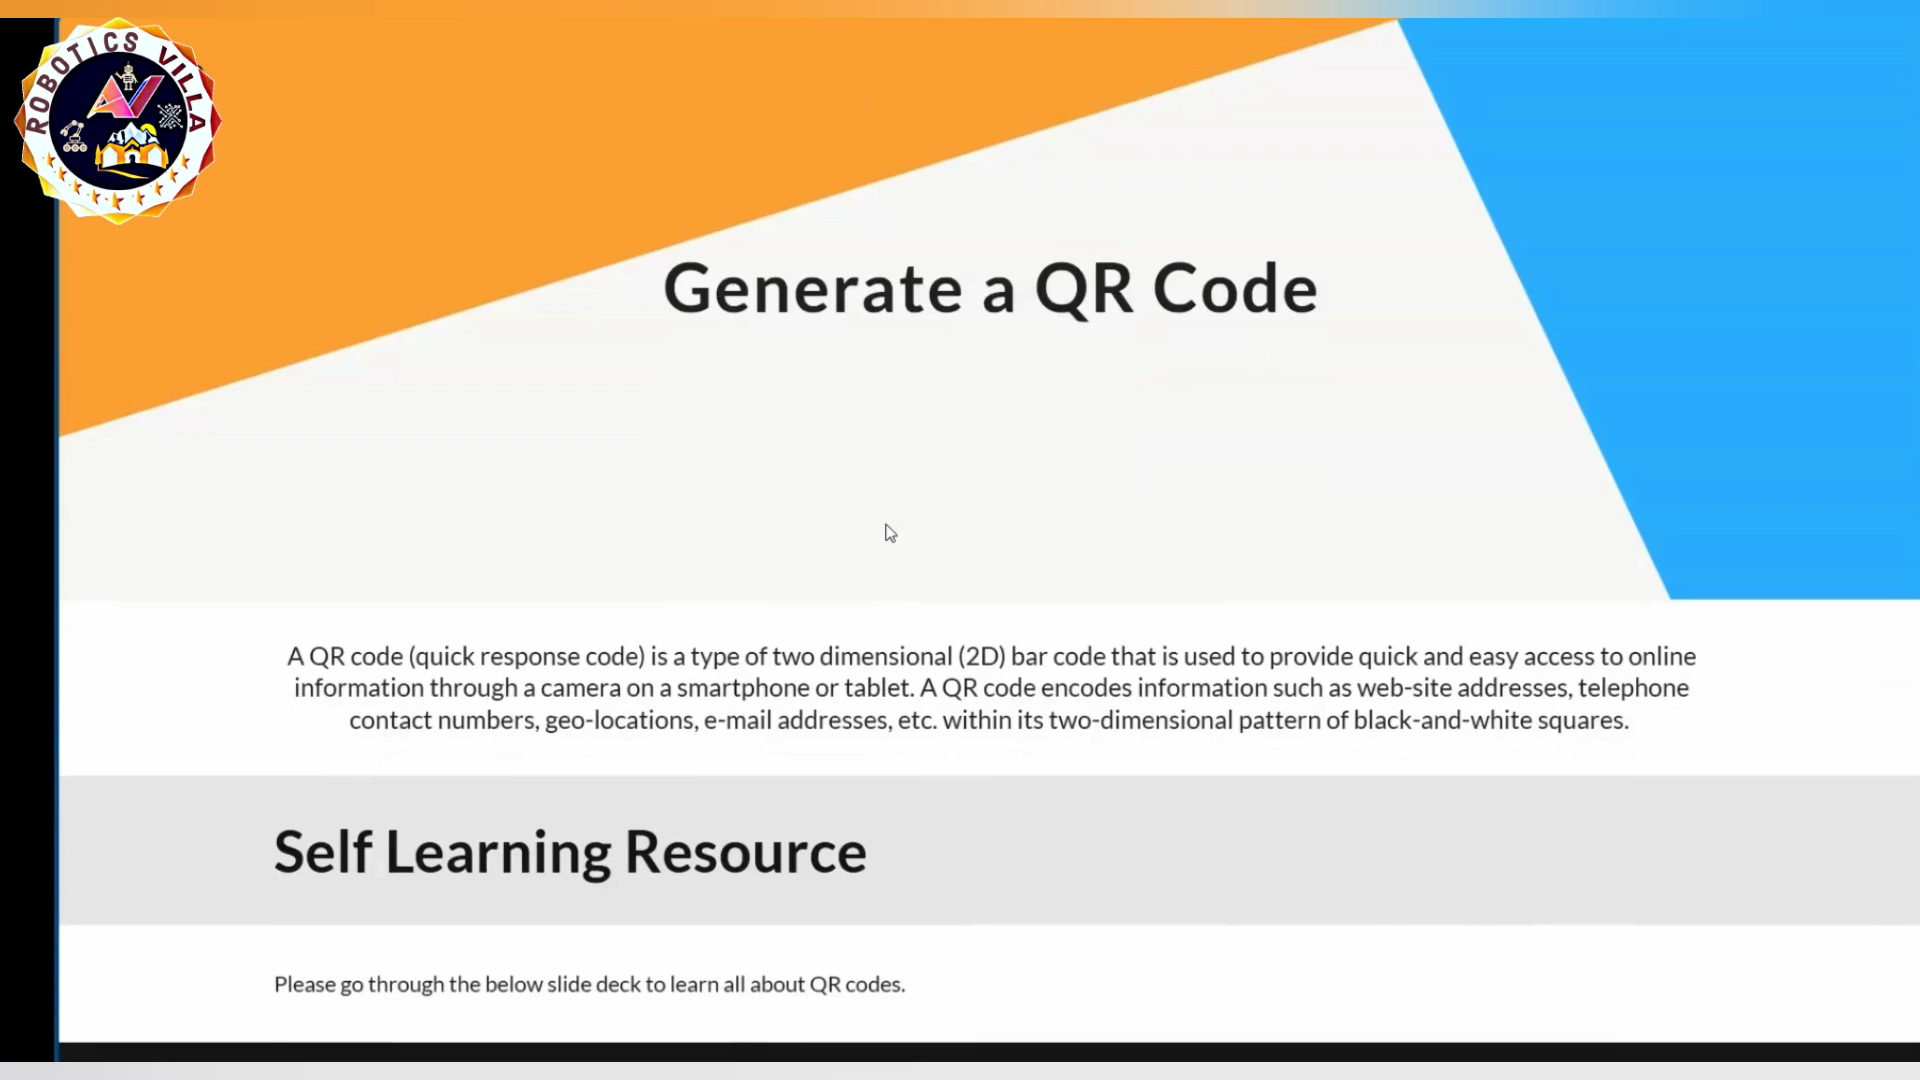 ROBOTICS VILLA
AV
Generate a QR Code
A QR code (quick response code) is a type of two dimensional (2D) bar code that is used to provide quick and easy access to online
information through a camera on a smartphone or tablet. A QR code encodes information such as web-site addresses, telephone
contact numbers, geo-locations, e-mail addresses, etc. within its two-dimensional pattern of black-and-white squares.
Self Learning Resource
Please go through the below slide deck to learn all about QR codes.